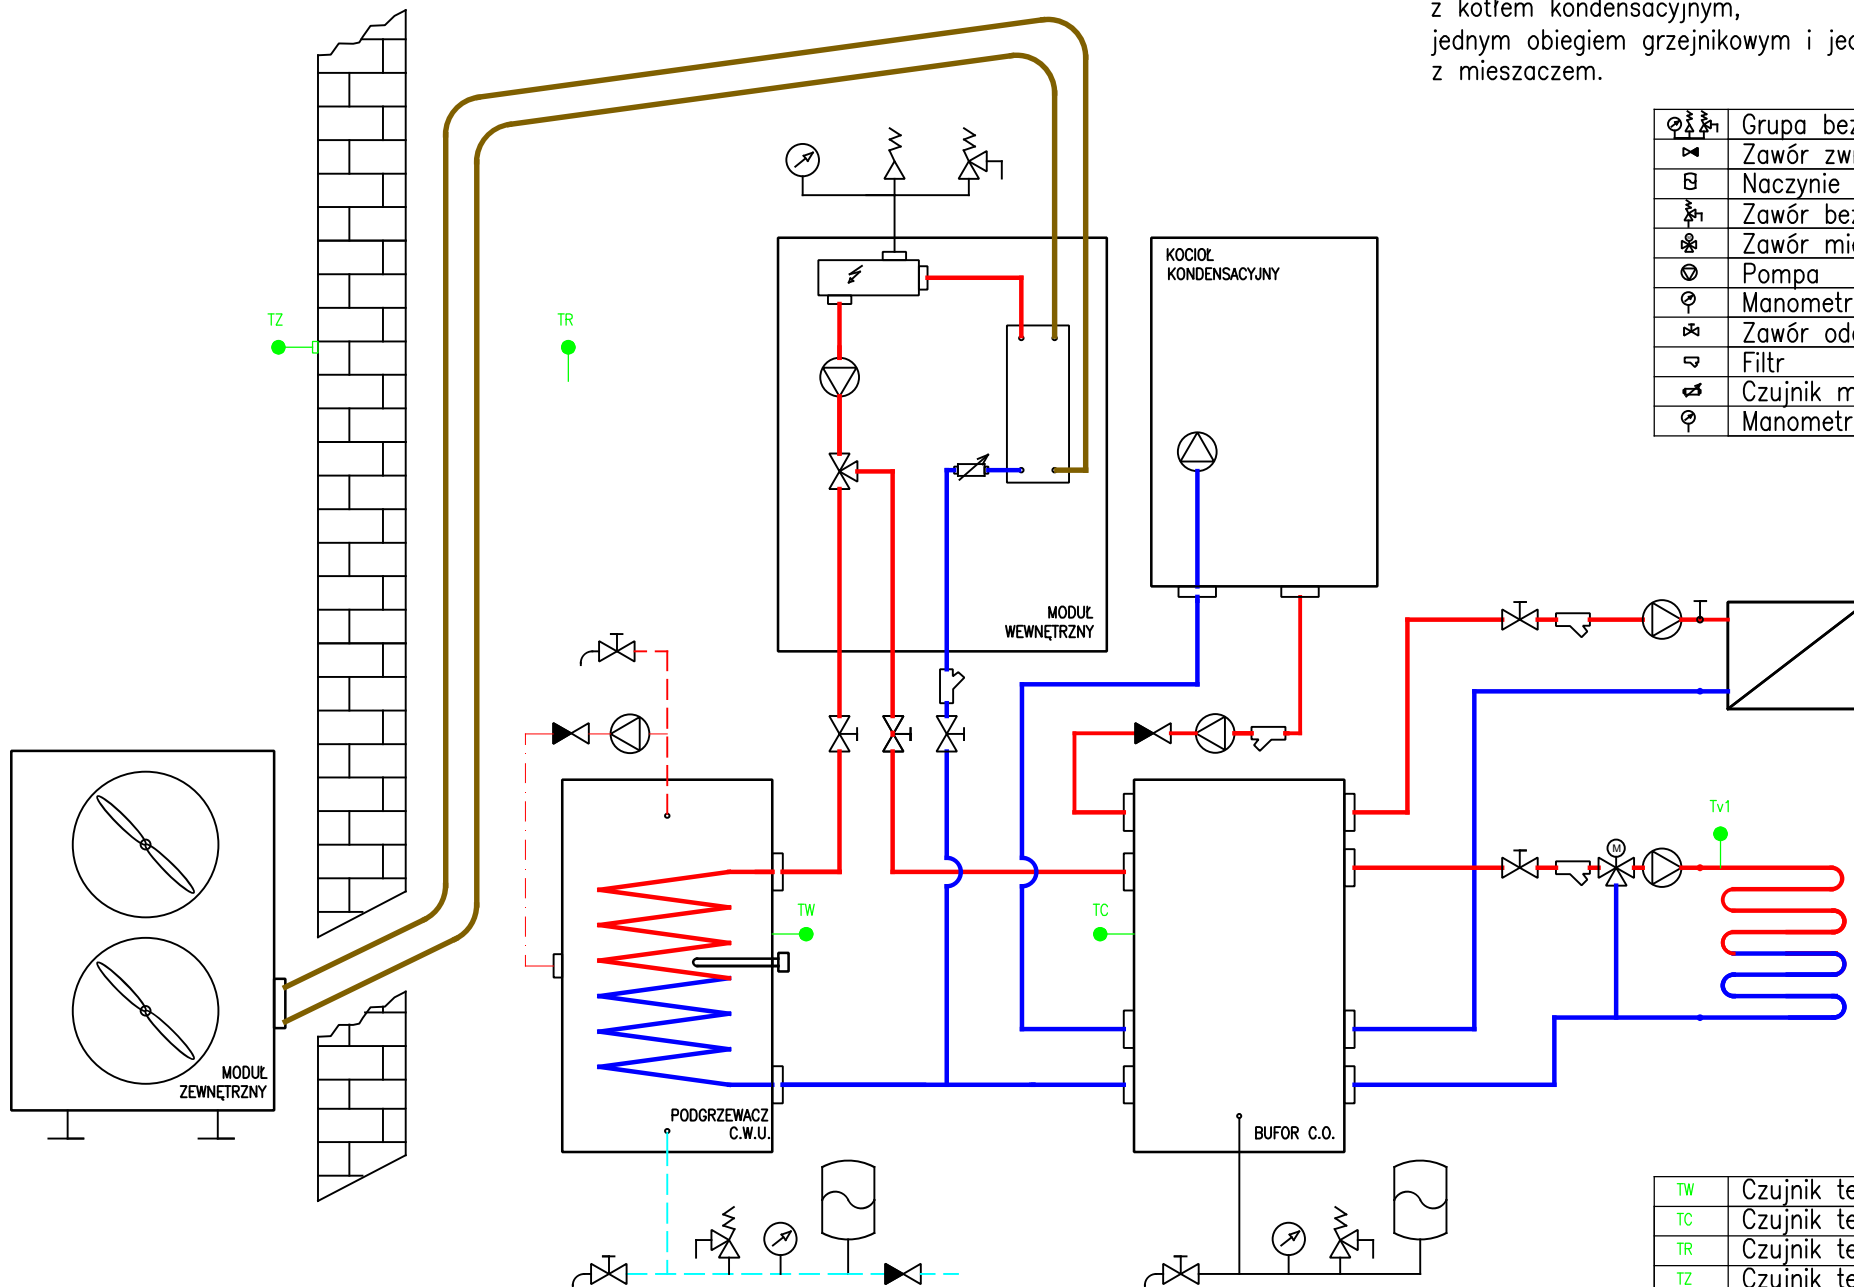 z kotłem kondensacyjnym,
jednym obiegiem grzejnikowym i
z mieszaczem.
Grupa
Zawór
Naczynie
Zawór
Zawór
Pompa
Manometr
Zawór
Filtr
Czujnik
Manometr
TZ
TR
KOCIOŁ
KONDENSACYJNY
MODUŁ
WEWNĘTRZNY
Tv1
M
TW
TC
MODUŁ
ZEWNĘTRZNY
PODGRZEWACZ
C.W.U.
BUFOR C.O.
TW Czujnik
TC Czujnik
TR Czujnik
TZ Czujnik